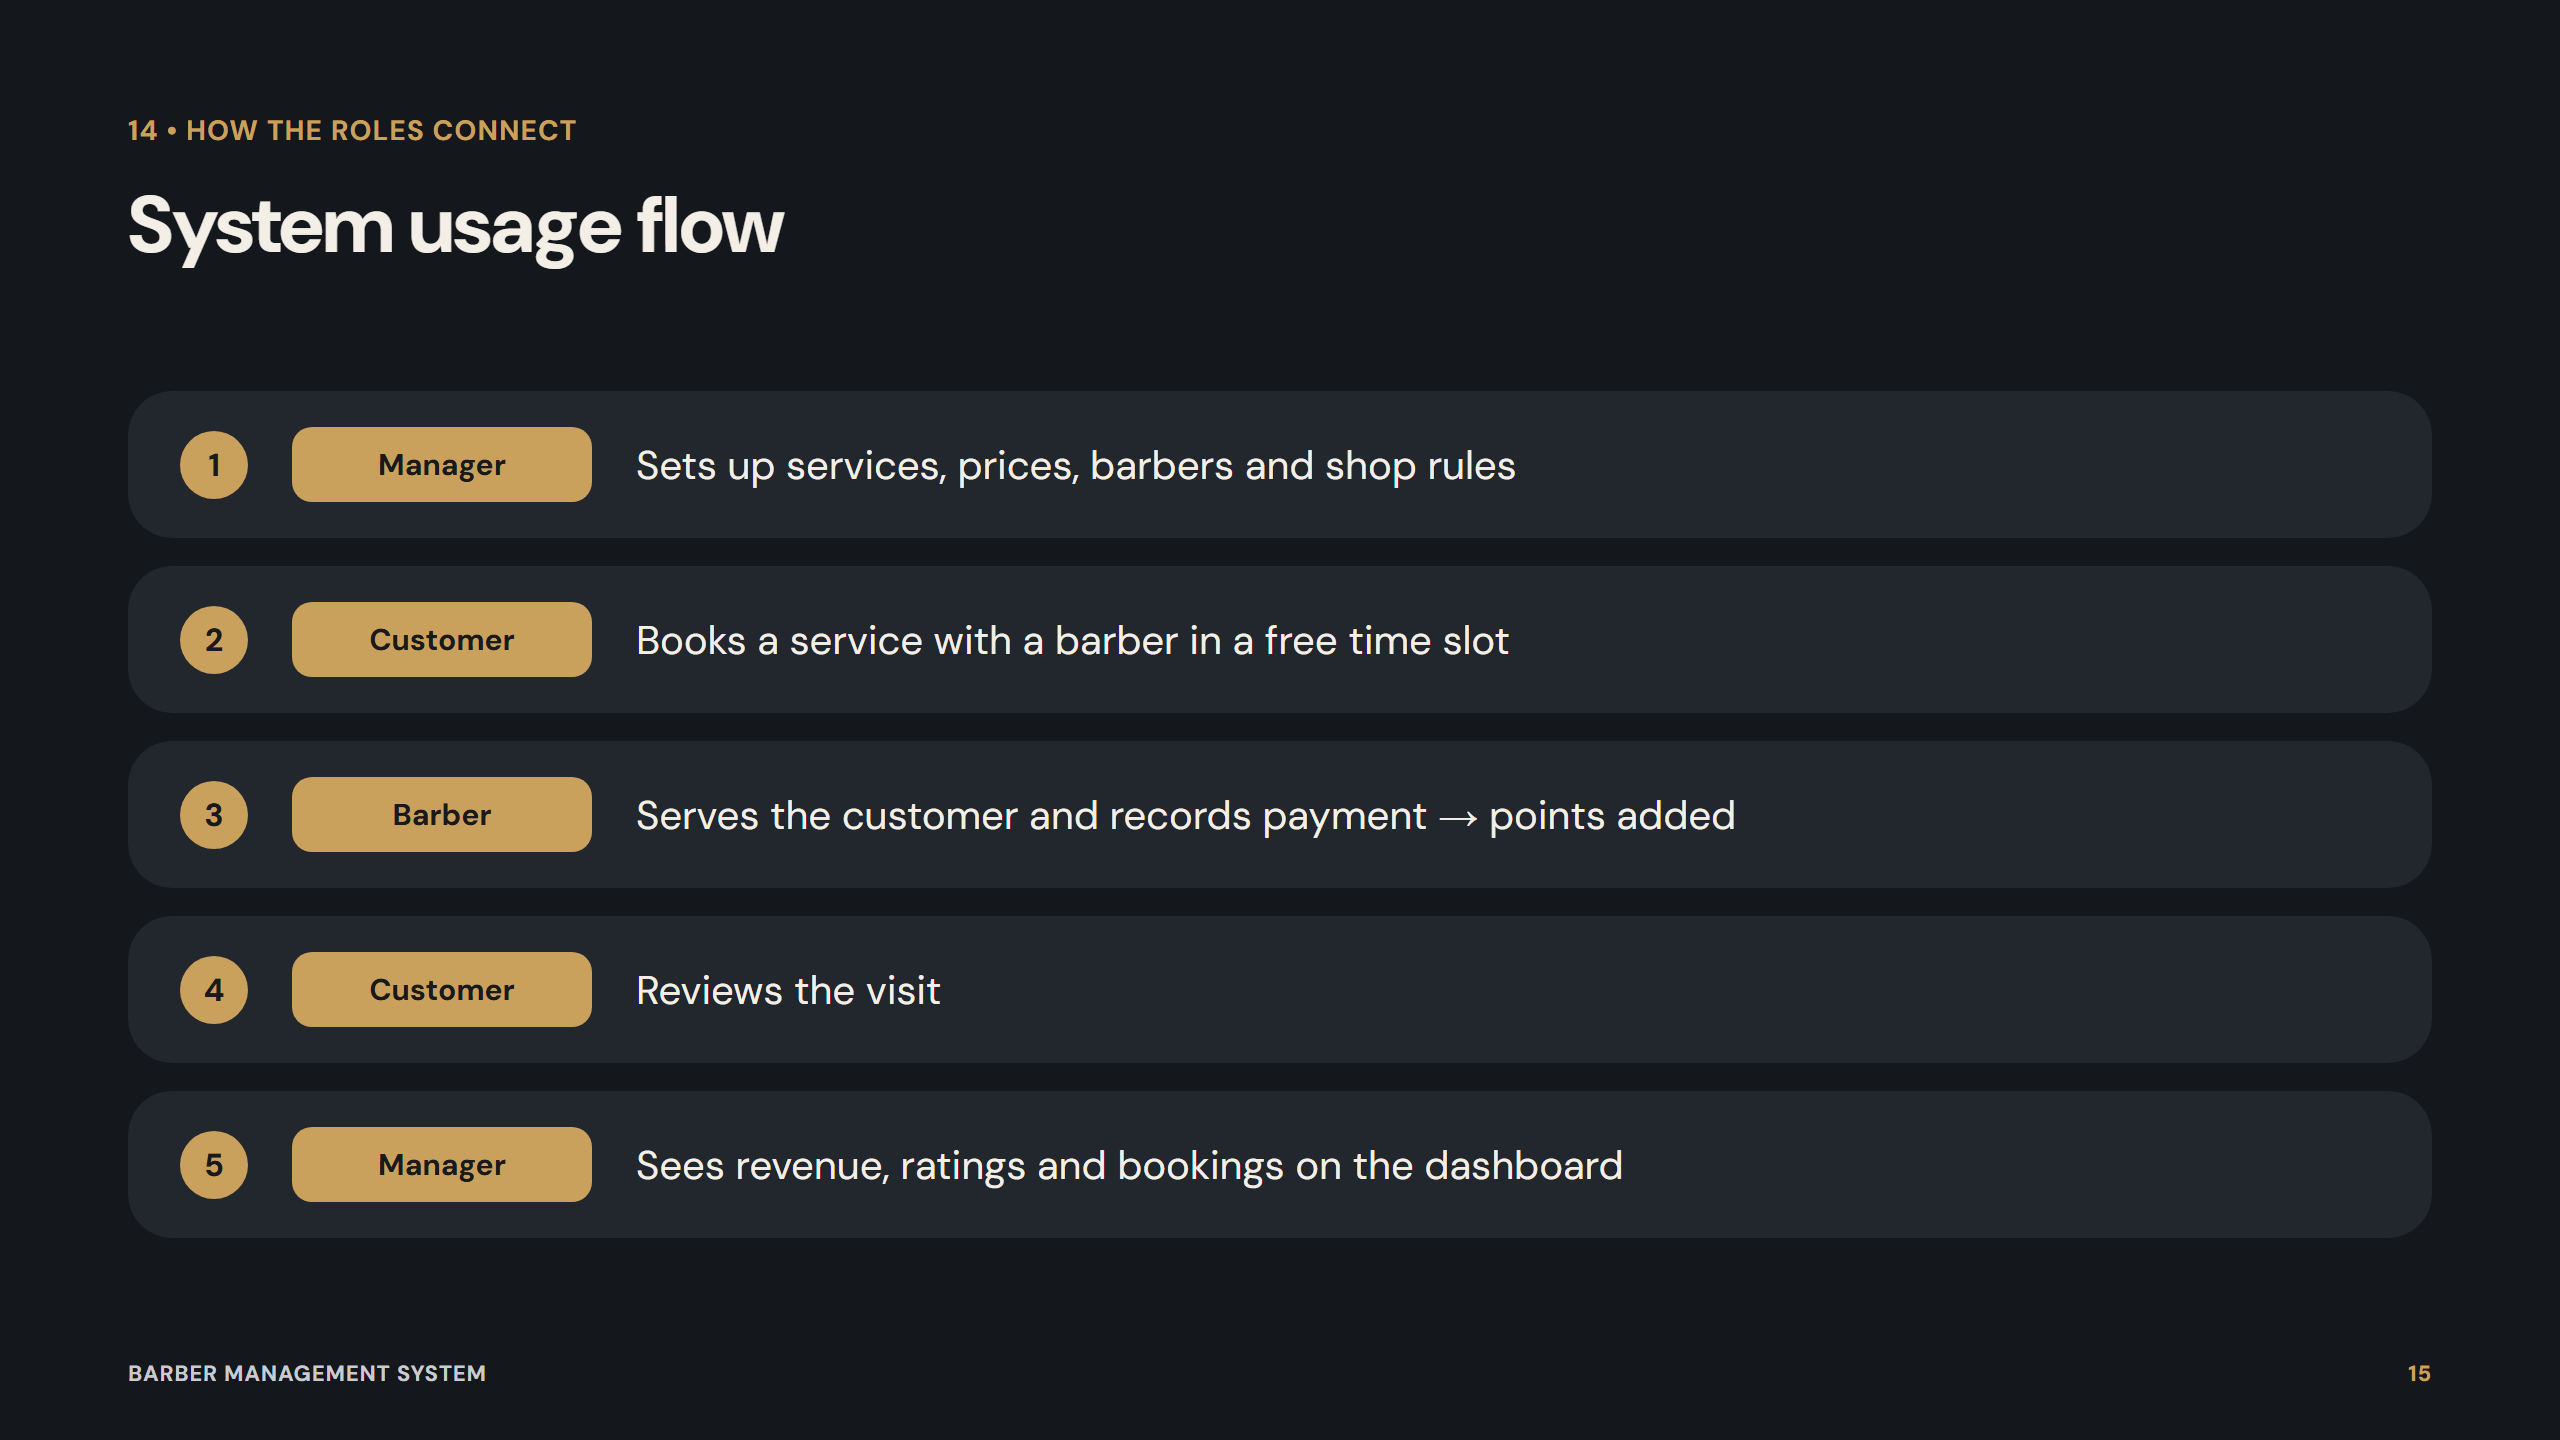 14 • HOW THE ROLES CONNECT
System usage flow
1 Manager Sets up services, prices, barbers and shop rules
2 Customer Books a service with a barber in a free time slot
3 Barber Serves the customer and records payment → points added
4 Customer Reviews the visit
5 Manager Sees revenue, ratings and bookings on the dashboard
BARBER MANAGEMENT SYSTEM 15